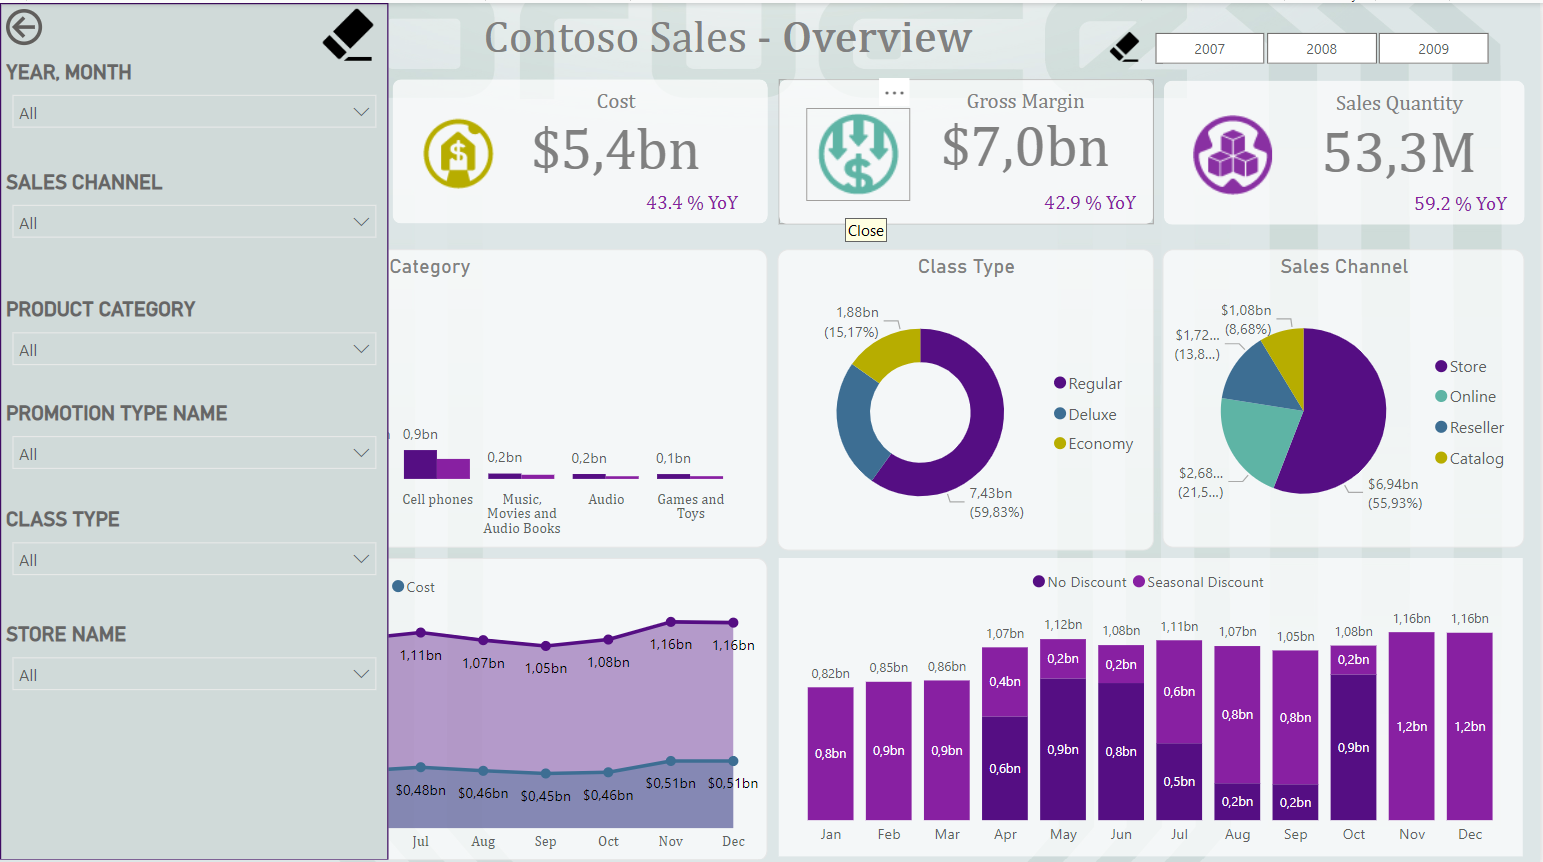 Contoso Sales - Overview
2007
2008
2009
YEAR, MONTH
All
SALES CHANNEL
All
PRODUCT CATEGORY
All
PROMOTION TYPE NAME
All
CLASS TYPE
All
STORE NAME
All
Cost
$5,4bn
43.4 % YoY
...
Gross Margin
$7,0bn
42.9 % YoY
Close
Sales Quantity
53,3M
59.2 % YoY
Category
0,9bn
0,2bn
0,2bn
0,1bn
Cell phones
Music,
Movies and
Audio Books
Audio
Games and
Toys
Class Type
1,88bn
(15,17%)
7,43bn
(59,83%)
Regular
Deluxe
Economy
Sales Channel
$1,08bn
(8,68%)
$1,72...
(13,8...)
$2,68...
(21,5...)
$6,94bn
(55,93%)
Store
Online
Reseller
Catalog
Cost
1,11bn
1,07bn
1,05bn
1,08bn
1,16bn
1,16bn
$0,48bn
$0,46bn
$0,45bn
$0,46bn
$0,51bn
$0,51bn
Jul
Aug
Sep
Oct
Nov
Dec
No Discount
Seasonal Discount
0,82bn
0,85bn
0,86bn
1,07bn
1,12bn
1,08bn
1,11bn
1,07bn
1,05bn
1,08bn
1,16bn
1,16bn
0,8bn
0,9bn
0,9bn
0,4bn
0,6bn
0,2bn
0,9bn
0,2bn
0,8bn
0,6bn
0,5bn
0,8bn
0,2bn
0,8bn
0,2bn
0,2bn
0,9bn
1,2bn
1,2bn
Jan
Feb
Mar
Apr
May
Jun
Jul
Aug
Sep
Oct
Nov
Dec